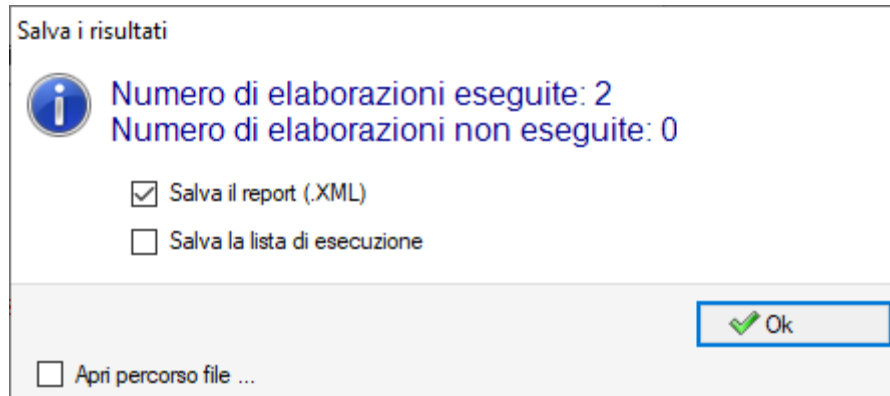 Salva i risultati
Numero di elaborazioni eseguite: 2
Numero di elaborazioni non eseguite: 0
Salva il report (.XML)
Salva la lista di esecuzione
Ok
Apri percorso file ...